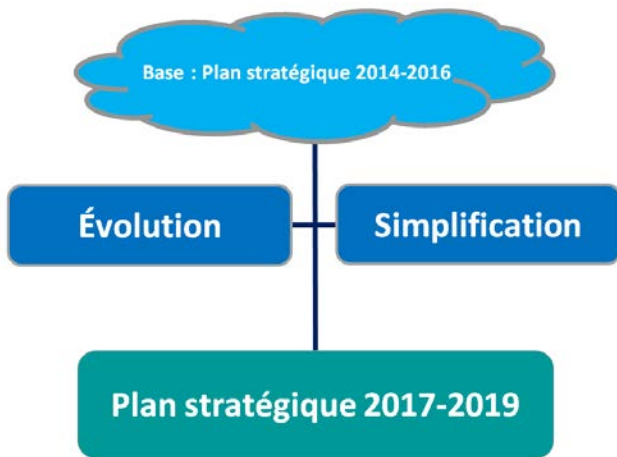 Base : Plan stratégique 2014-2016
Évolution
Simplification
Plan stratégique 2017-2019